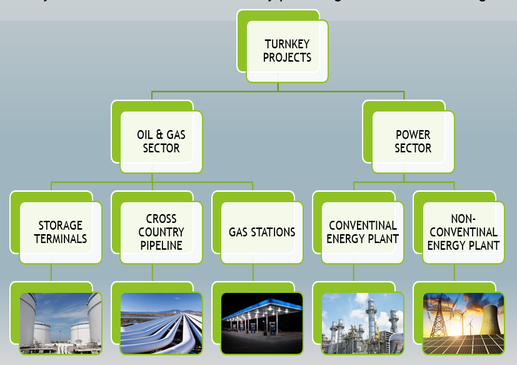 TURNKEY
PROJECTS
OIL & GAS
SECTOR
POWER
SECTOR
STORAGE
TERMINALS
CROSS
COUNTRY
PIPELINE
GAS STATIONS
CONVENTINAL
ENERGY PLANT
NON-
CONVENTINAL
ENERGY PLANT